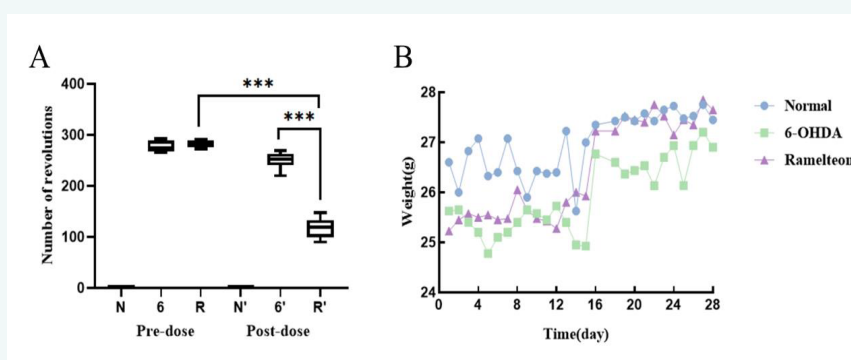 A
Number of revolutions
400
300
200
100
0
***
***
N 6 R N' 6' R'
Pre-dose Post-dose
B
Weight(g)
28
27
26
25
24
0 4 8 12 16 20 24 28
Time(day)
Normal
6-OHDA
Ramelteon